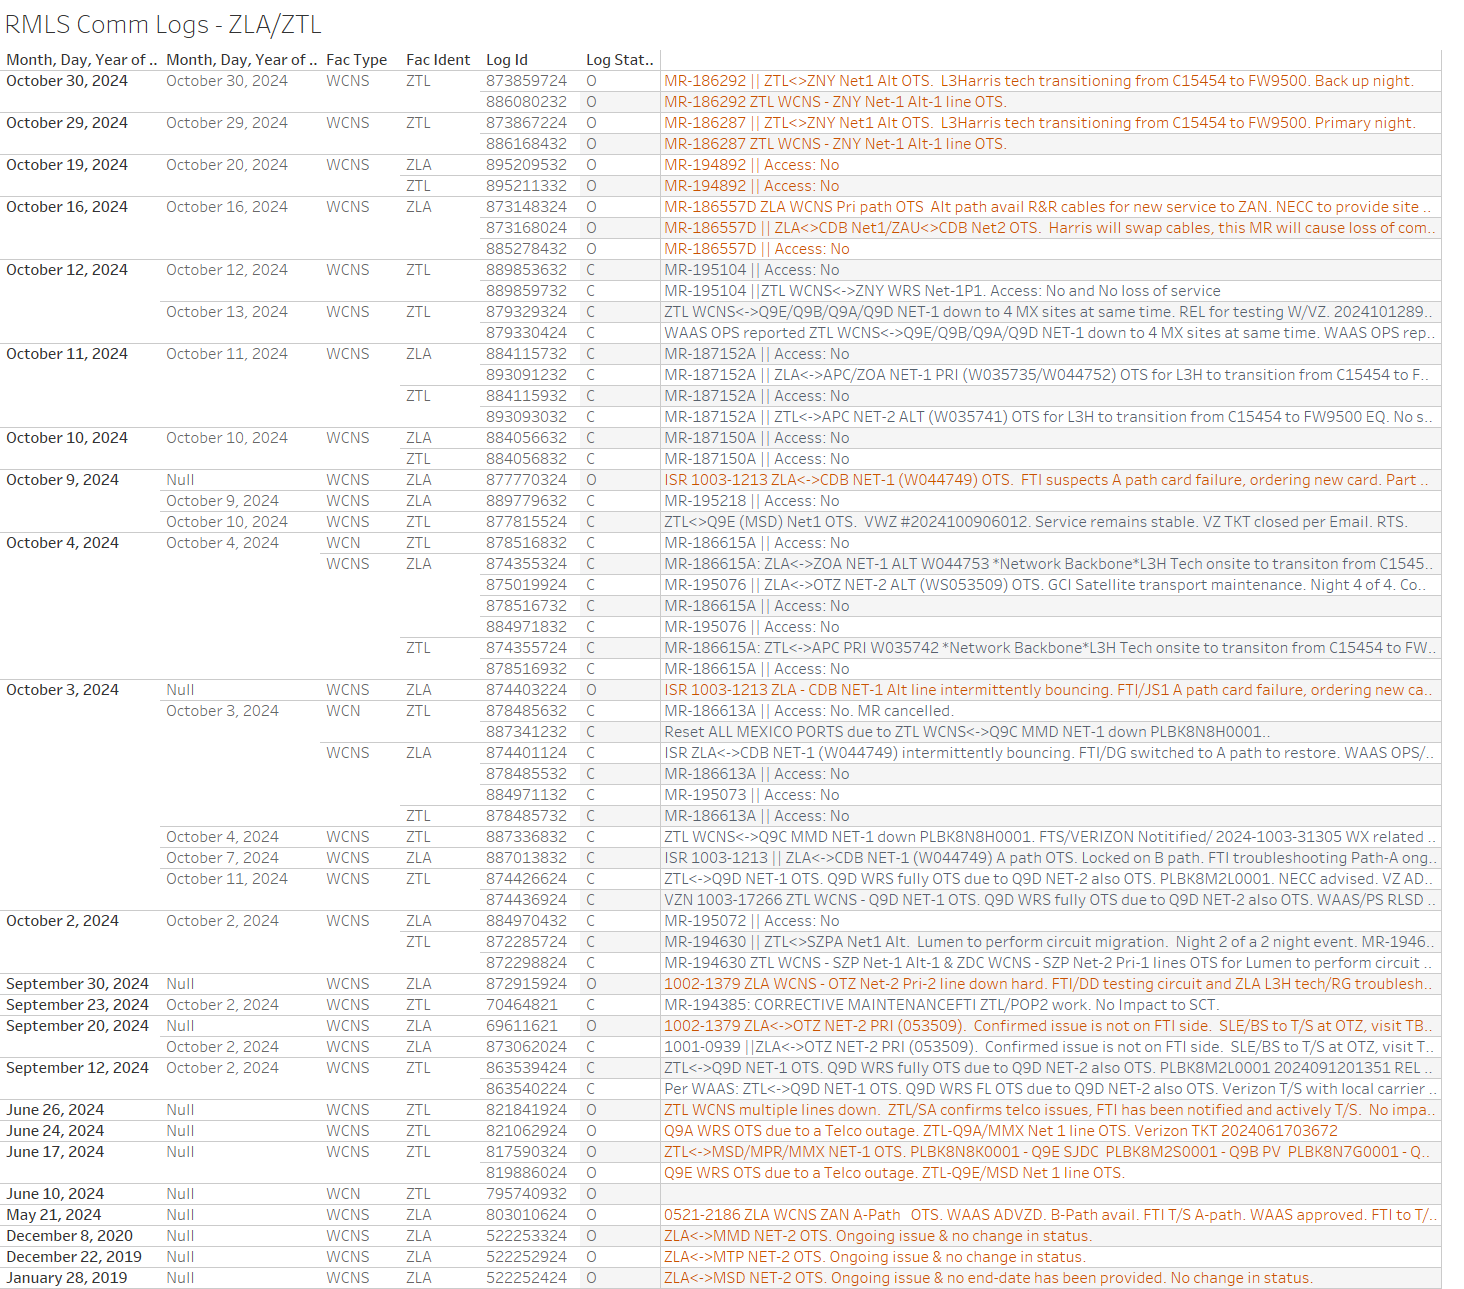 RMLS Comm Logs - ZLA/ZTL
Month, Day, Year of .. Month, Day, Year of .. Fac Type Fac Ident Log Id Log Stat..
October 30, 2024 October 30, 2024 WCNS ZTL 873859724 O MR-186292 || ZTL<>ZNY Net1 Alt OTS. L3Harris tech transitioning from C15454 to FW9500. Back up night.
886080232 O MR-186292 ZTL WCNS - ZNY Net-1 Alt-1 line OTS.
October 29, 2024 October 29, 2024 WCNS ZTL 873867224 O MR-186287 || ZTL<>ZNY Net1 Alt OTS. L3Harris tech transitioning from C15454 to FW9500. Primary night.
886168432 O MR-186287 ZTL WCNS - ZNY Net-1 Alt-1 line OTS.
October 19, 2024 October 20, 2024 WCNS ZLA 895209532 O MR-194892 || Access: No
ZTL 895211332 O MR-194892 || Access: No
October 16, 2024 October 16, 2024 WCNS ZLA 873148324 O MR-186557D ZLA WCNS Pri path OTS Alt path avail R&R cables for new service to ZAN. NECC to provide site ..
873168024 O MR-186557D || ZLA<>CDB Net1/ZAU<>CDB Net2 OTS. Harris will swap cables, this MR will cause loss of com..
885278432 O MR-186557D || Access: No
October 12, 2024 October 12, 2024 WCNS ZTL 889853632 C MR-195104 || Access: No
889859732 C MR-195104 ||ZTL WCNS<->ZNY WRS Net-1P1. Access: No and No loss of service
October 13, 2024 WCNS ZTL 879329324 C ZTL WCNS<->Q9E/Q9B/Q9A/Q9D NET-1 down to 4 MX sites at same time. REL for testing W/VZ. 2024101289..
879330424 C WAAS OPS reported ZTL WCNS<->Q9E/Q9B/Q9A/Q9D NET-1 down to 4 MX sites at same time. WAAS OPS rep..
October 11, 2024 October 11, 2024 WCNS ZLA 884115732 C MR-187152A || Access: No
893091232 C MR-187152A || ZLA<->APC/ZOA NET-1 PRI (W035735/W044752) OTS for L3H to transition from C15454 to F..
ZTL 884115932 C MR-187152A || Access: No
893093032 C MR-187152A || ZTL<->APC NET-2 ALT (W035741) OTS for L3H to transition from C15454 to FW9500 EQ. No s..
October 10, 2024 October 10, 2024 WCNS ZLA 884056632 C MR-187150A || Access: No
ZTL 884056832 C MR-187150A || Access: No
October 9, 2024 Null WCNS ZLA 877770324 O ISR 1003-1213 ZLA<->CDB NET-1 (W044749) OTS. FTI suspects A path card failure, ordering new card. Part ..
October 9, 2024 WCNS ZLA 889779632 C MR-195218 || Access: No
October 10, 2024 WCNS ZTL 877815524 C ZTL<>Q9E (MSD) Net1 OTS. VWZ #2024100906012. Service remains stable. VZ TKT closed per Email. RTS.
October 4, 2024 October 4, 2024 WCN ZTL 878516832 C MR-186615A || Access: No
WCNS ZLA 874355324 C MR-186615A: ZLA<->ZOA NET-1 ALT W044753 *Network Backbone*L3H Tech onsite to transiton from C1545..
875019924 C MR-195076 || ZLA<->OTZ NET-2 ALT (WS053509) OTS. GCI Satellite transport maintenance. Night 4 of 4. Co..
878516732 C MR-186615A || Access: No
884971832 C MR-195076 || Access: No
ZTL 874355724 C MR-186615A: ZTL<->APC PRI W035742 *Network Backbone*L3H Tech onsite to transiton from C15454 to FW..
878516932 C MR-186615A || Access: No
October 3, 2024 Null WCNS ZLA 874403224 O ISR 1003-1213 ZLA - CDB NET-1 Alt line intermittently bouncing. FTI/JS1 A path card failure, ordering new ca..
October 3, 2024 WCN ZTL 878485632 C MR-186613A || Access: No. MR cancelled.
887341232 C Reset ALL MEXICO PORTS due to ZTL WCNS<->Q9C MMD NET-1 down PLBK8N8H0001..
WCNS ZLA 874401124 C ISR ZLA<->CDB NET-1 (W044749) intermittently bouncing. FTI/DG switched to A path to restore. WAAS OPS/..
878485532 C MR-186613A || Access: No
884971132 C MR-195073 || Access: No
ZTL 878485732 C MR-186613A || Access: No
October 4, 2024 WCNS ZTL 887336832 C ZTL WCNS<->Q9C MMD NET-1 down PLBK8N8H0001. FTS/VERIZON Notitified/ 2024-1003-31305 WX related ..
October 7, 2024 WCNS ZLA 887013832 C ISR 1003-1213 || ZLA<->CDB NET-1 (W044749) A path OTS. Locked on B path. FTI troubleshooting Path-A ong..
October 11, 2024 WCNS ZTL 874426624 C ZTL<->Q9D NET-1 OTS. Q9D WRS fully OTS due to Q9D NET-2 also OTS. PLBK8M2L0001. NECC advised. VZ AD..
874436924 C VZN 1003-17266 ZTL WCNS - Q9D NET-1 OTS. Q9D WRS fully OTS due to Q9D NET-2 also OTS. WAAS/PS RLSD ..
October 2, 2024 October 2, 2024 WCNS ZLA 884970432 C MR-195072 || Access: No
ZTL 872285724 C MR-194630 || ZTL<>SZPA Net1 Alt. Lumen to perform circuit migration. Night 2 of a 2 night event. MR-1946..
872298824 C MR-194630 ZTL WCNS - SZP Net-1 Alt-1 & ZDC WCNS - SZP Net-2 Pri-1 lines OTS for Lumen to perform circuit ..
September 30, 2024 Null WCNS ZLA 872915924 O 1002-1379 ZLA WCNS - OTZ Net-2 Pri-2 line down hard. FTI/DD testing circuit and ZLA L3H tech/RG troublesh..
September 23, 2024 October 2, 2024 WCNS ZTL 70464821 C MR-194385: CORRECTIVE MAINTENANCEFTI ZTL/POP2 work. No Impact to SCT.
September 20, 2024 Null WCNS ZLA 69611621 O 1002-1379 ZLA<->OTZ NET-2 PRI (053509). Confirmed issue is not on FTI side. SLE/BS to T/S at OTZ, visit TB..
October 2, 2024 WCNS ZLA 873062024 C 1001-0939 ||ZLA<->OTZ NET-2 PRI (053509). Confirmed issue is not on FTI side. SLE/BS to T/S at OTZ, visit T..
September 12, 2024 October 2, 2024 WCNS ZTL 863539424 C ZTL<->Q9D NET-1 OTS. Q9D WRS fully OTS due to Q9D NET-2 also OTS. PLBK8M2L0001 2024091201351 REL ..
863540224 C Per WAAS: ZTL<->Q9D NET-1 OTS. Q9D WRS FL OTS due to Q9D NET-2 also OTS. Verizon T/S with local carrier ..
June 26, 2024 Null WCNS ZTL 821841924 O ZTL WCNS multiple lines down. ZTL/SA confirms telco issues, FTI has been notified and actively T/S. No impa..
June 24, 2024 Null WCNS ZTL 821062924 O Q9A WRS OTS due to a Telco outage. ZTL-Q9A/MMX Net 1 line OTS. Verizon TKT 2024061703672
June 17, 2024 Null WCNS ZTL 817590324 O ZTL<->MSD/MPR/MMX NET-1 OTS. PLBK8N8K0001 - Q9E SJDC PLBK8M2S0001 - Q9B PV PLBK8N7G0001 - Q..
819886024 O Q9E WRS OTS due to a Telco outage. ZTL-Q9E/MSD Net 1 line OTS.
June 10, 2024 Null WCN ZTL 795740932 O
May 21, 2024 Null WCNS ZLA 803010624 O 0521-2186 ZLA WCNS ZAN A-Path OTS. WAAS ADVZD. B-Path avail. FTI T/S A-path. WAAS approved. FTI to T/..
December 8, 2020 Null WCNS ZLA 522253324 O ZLA<->MMD NET-2 OTS. Ongoing issue & no change in status.
December 22, 2019 Null WCNS ZLA 522252924 O ZLA<->MTP NET-2 OTS. Ongoing issue & no change in status.
January 28, 2019 Null WCNS ZLA 522252424 O ZLA<->MSD NET-2 OTS. Ongoing issue & no end-date has been provided. No change in status.